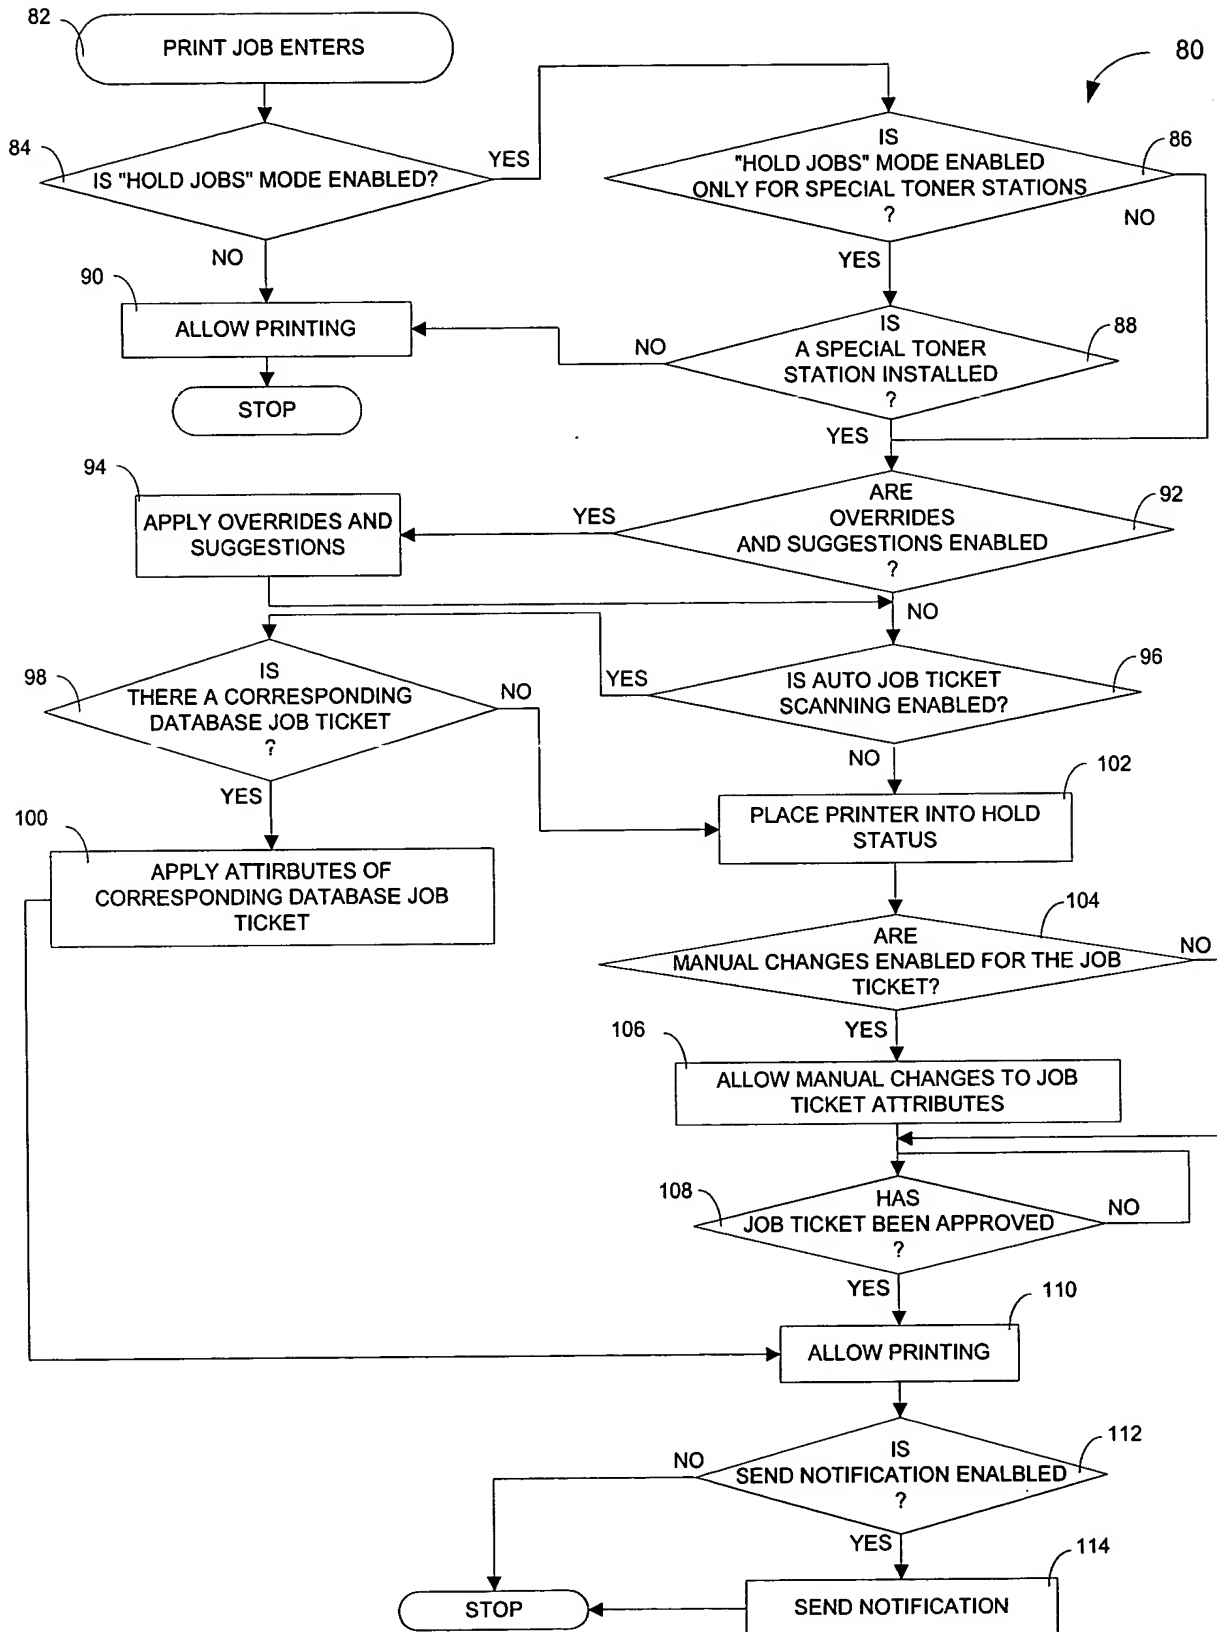 82
PRINT JOB ENTERS
80
84
IS "HOLD JOBS" MODE ENABLED?
YES
IS
"HOLD JOBS" MODE ENABLED
ONLY FOR SPECIAL TONER STATIONS
?
86
NO
NO
YES
90
ALLOW PRINTING
STOP
NO
IS
A SPECIAL TONER
STATION INSTALLED
?
88
YES
94
APPLY OVERRIDES AND
SUGGESTIONS
YES
ARE
OVERRIDES
AND SUGGESTIONS ENABLED
?
92
NO
98
IS
THERE A CORRESPONDING
DATABASE JOB TICKET
?
NO
YES
YES
IS AUTO JOB TICKET
SCANNING ENABLED?
96
NO
100
APPLY ATTIRBUTES OF
CORRESPONDING DATABASE JOB
TICKET
102
PLACE PRINTER INTO HOLD
STATUS
104
ARE
MANUAL CHANGES ENABLED FOR THE JOB
TICKET?
NO
YES
106
ALLOW MANUAL CHANGES TO JOB
TICKET ATTRIBUTES
108
HAS
JOB TICKET BEEN APPROVED
?
NO
YES
110
ALLOW PRINTING
112
IS
SEND NOTIFICATION ENALBLED
?
NO
YES
114
SEND NOTIFICATION
STOP